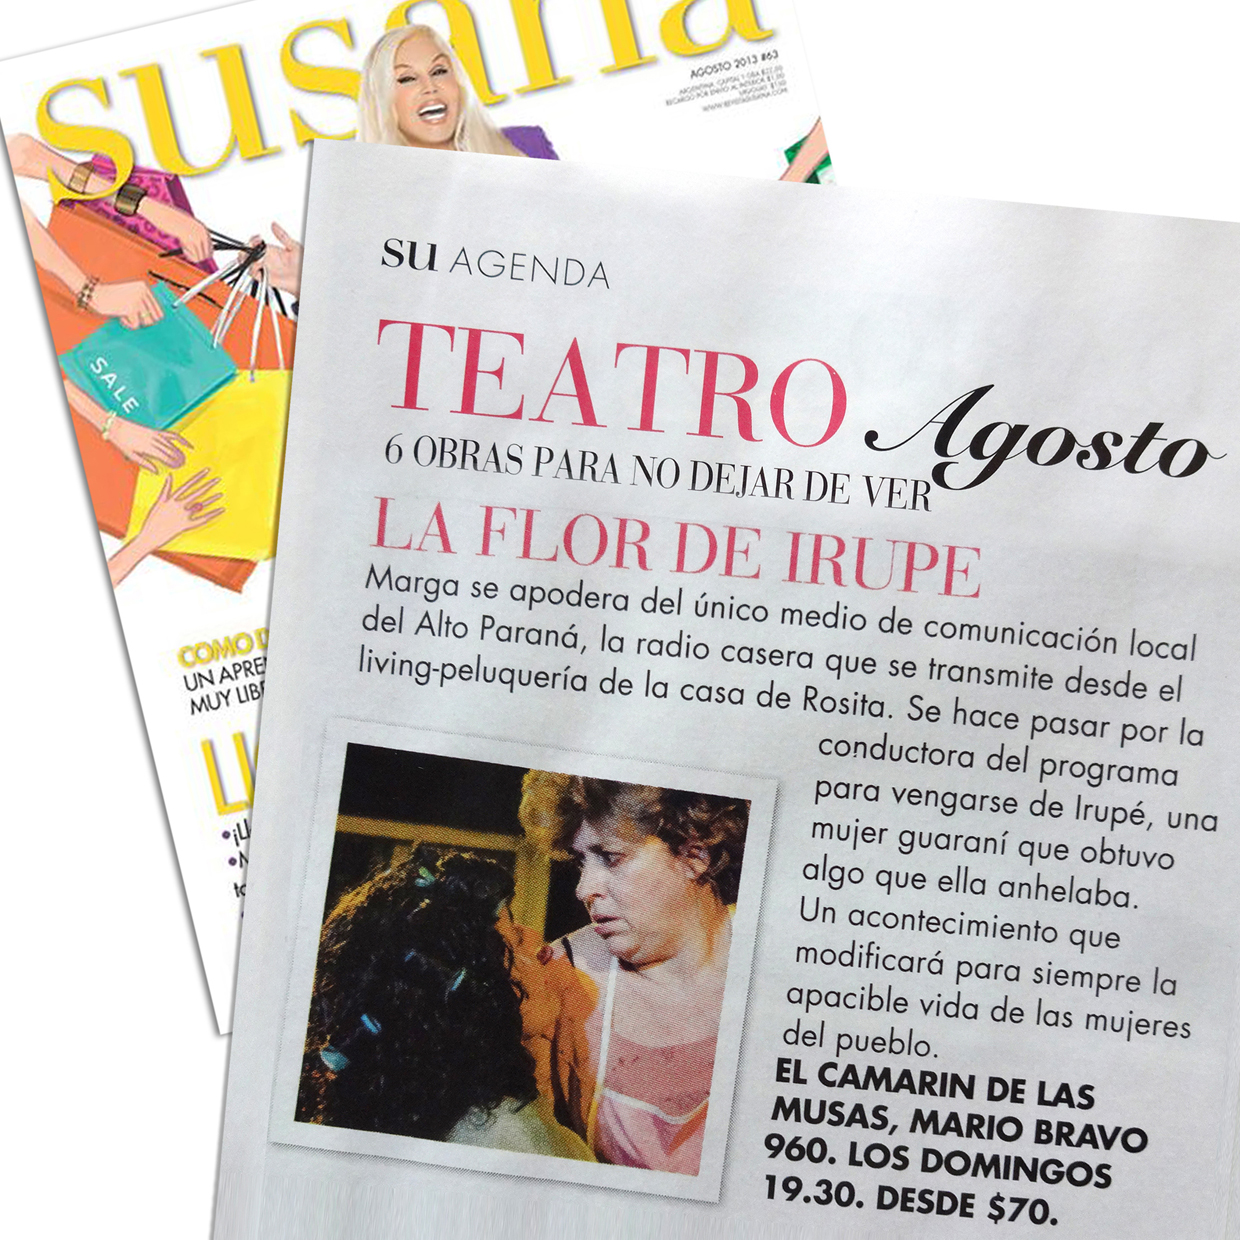 susana
AGOSTO 2013 #63
SALE
COMO D
UN APRE
MUY LIBE
su AGENDA
TEATRO Agosto
6 OBRAS PARA NO DEJAR DE VER
LA FLOR DE IRUPE
Marga se apodera del único medio de comunicación local
del Alto Paraná, la radio casera que se transmite desde el
living-peluquería de la casa de Rosita. Se hace pasar por la
conductora del programa
para vengarse de Irupé, una
mujer guaraní que obtuvo
algo que ella anhelaba.
Un acontecimiento que
modificará para siempre la
apacible vida de las mujeres
del pueblo.
EL CAMARIN DE LAS
MUSAS, MARIO BRAVO
960. LOS DOMINGOS
19.30. DESDE $70.